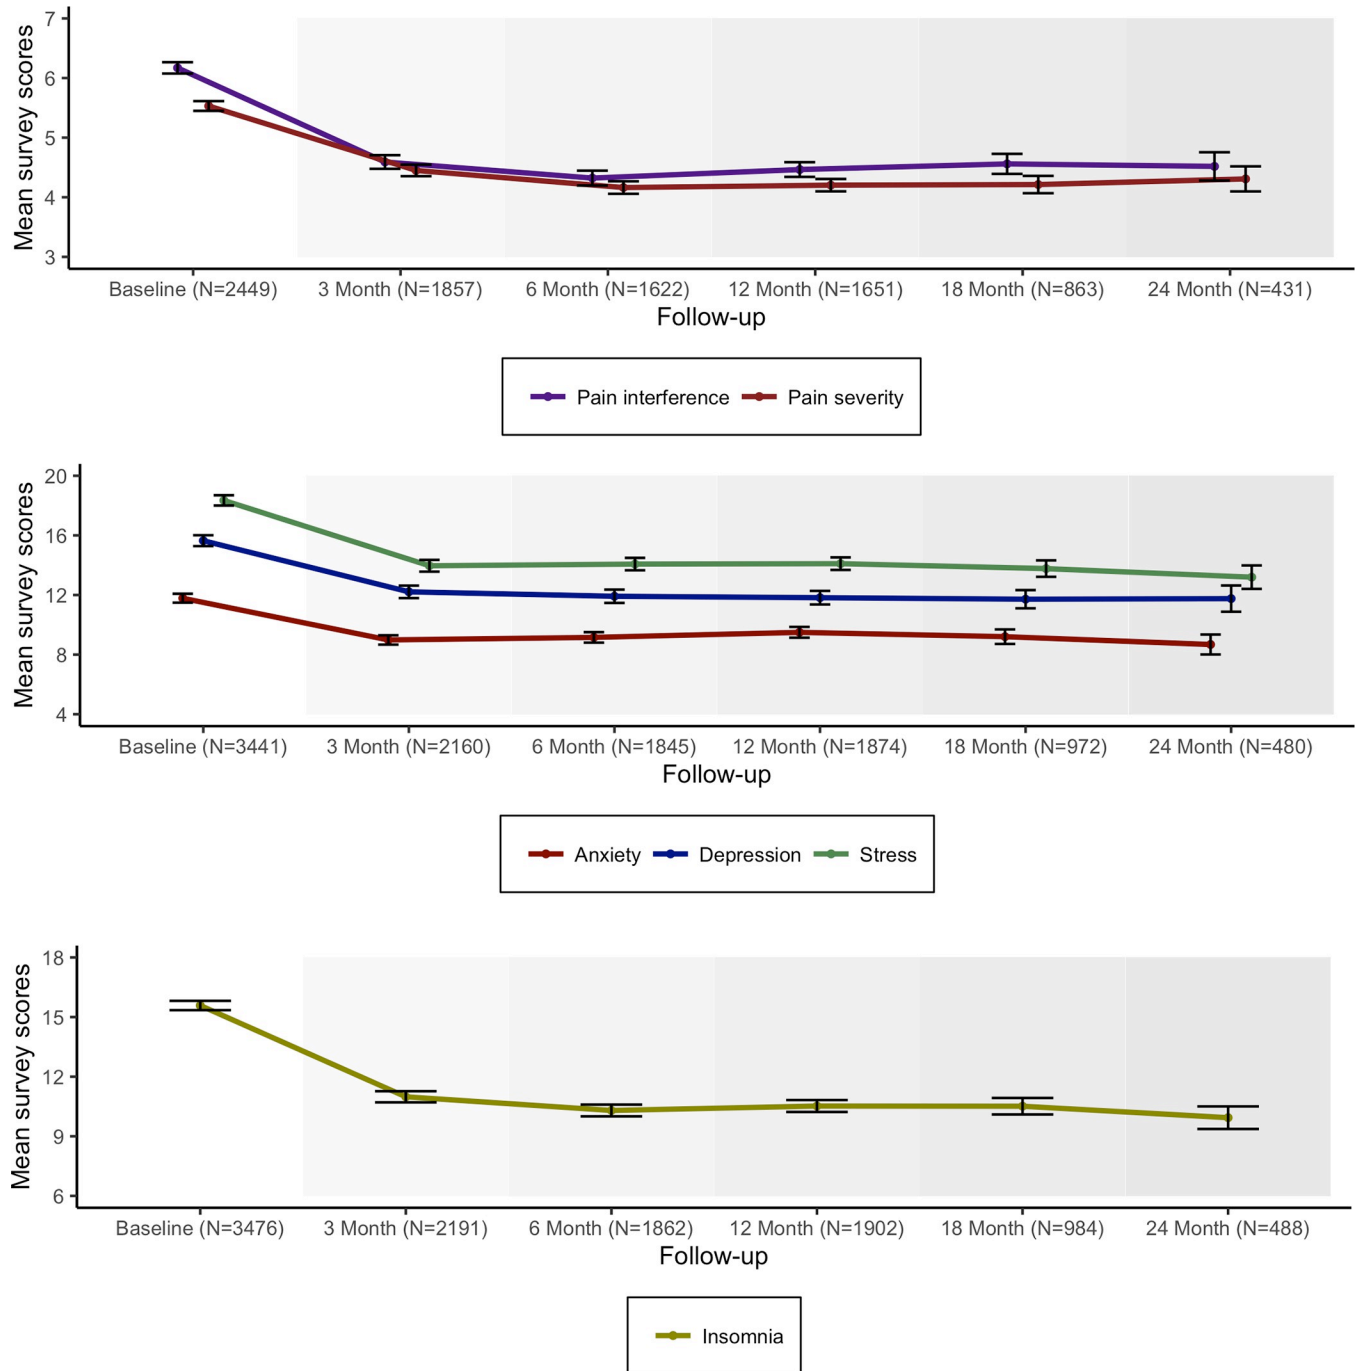 Mean survey scores
7
6
5
4
3
Baseline (N=2449) 3 Month (N=1857) 6 Month (N=1622) 12 Month (N=1651) 18 Month (N=863) 24 Month (N=431)
Follow-up
Pain interference Pain severity
Mean survey scores
20
16
12
8
4
Baseline (N=3441) 3 Month (N=2160) 6 Month (N=1845) 12 Month (N=1874) 18 Month (N=972) 24 Month (N=480)
Follow-up
Anxiety Depression Stress
Mean survey scores
18
15
12
9
6
Baseline (N=3476) 3 Month (N=2191) 6 Month (N=1862) 12 Month (N=1902) 18 Month (N=984) 24 Month (N=488)
Follow-up
Insomnia